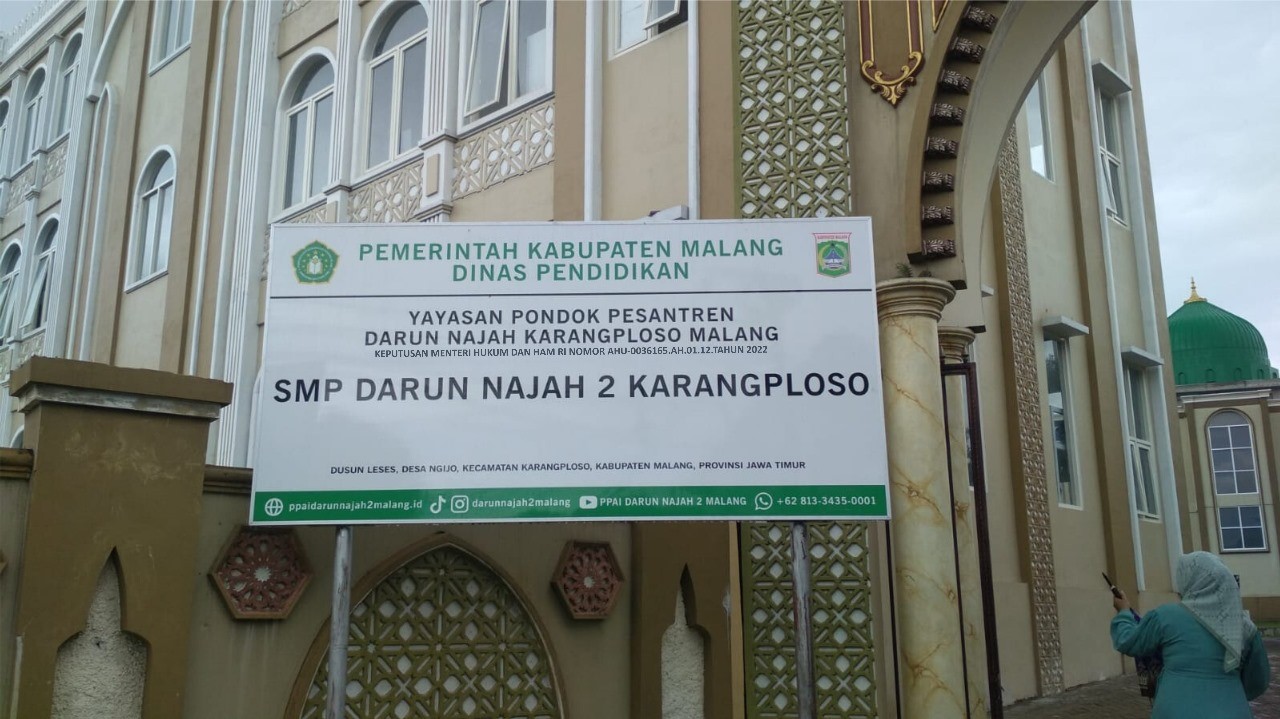 PEMERINTAH KABUPATEN MALANG
DINAS PENDIDIKAN
YAYASAN PONDOK PESANTREN
DARUN NAJAH KARANGPLOSO MALANG
KEPUTUSAN MENTERI HUKUM DAN HAM RI NOMOR AHU-0036165.AH.01.12.TAHUN 2022
SMP DARUN NAJAH 2 KARANGPLOSO
DUSUN LESES, DESA NGIJO, KECAMATAN KARANGPLOSO, KABUPATEN MALANG, PROVINSI JAWA TIMUR
ppaidarunnajah2malang.id darunnajah2malang PPAI DARUN NAJAH 2 MALANG +62 813-3435-0001